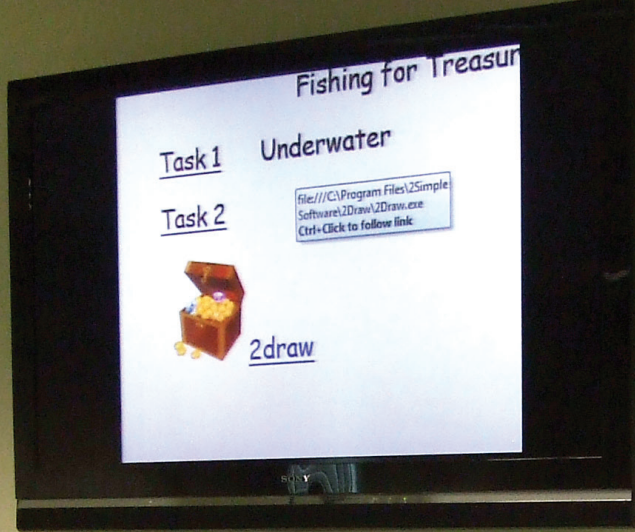 Fishing for Treasur
Task 1 Underwater
file:///C:\Program Files\2Simple
Software\2Draw\2Draw.exe
Ctrl+Click to follow link
Task 2
2draw
SONY